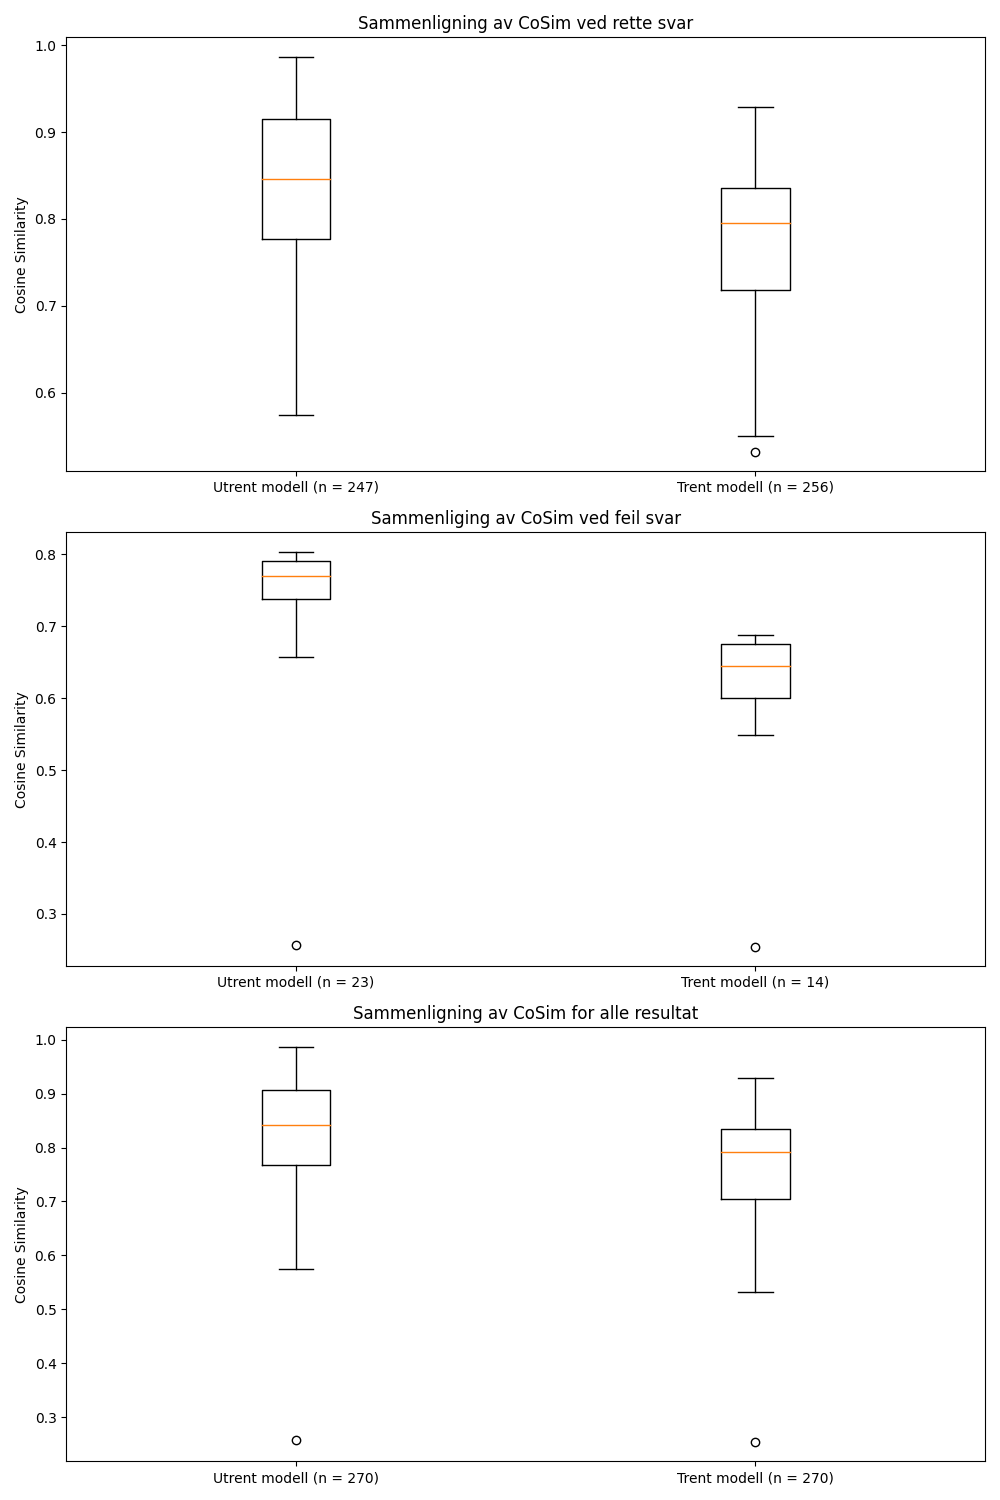 Sammenligning av CoSim ved rette svar
1.0
0.9
0.8
0.7
0.6
Cosine Similarity
Utrent modell (n = 247) Trent modell (n = 256)
Sammenliging av CoSim ved feil svar
0.8
0.7
0.6
0.5
0.4
0.3
Cosine Similarity
Utrent modell (n = 23) Trent modell (n = 14)
Sammenligning av CoSim for alle resultat
1.0
0.9
0.8
0.7
0.6
0.5
0.4
0.3
Cosine Similarity
Utrent modell (n = 270) Trent modell (n = 270)